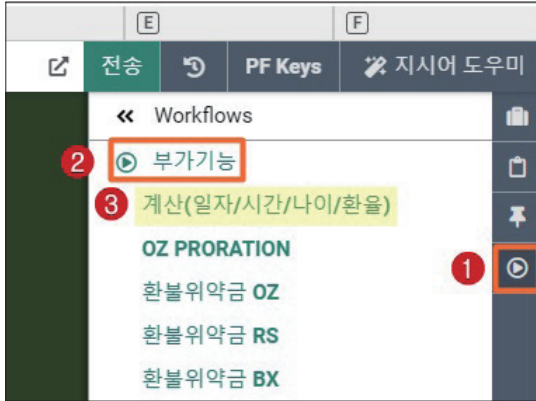 E F
전송 PF Keys 지시어 도우미
« Workflows
2 부가기능
3 계산(일자/시간/나이/환율)
OZ PRORATION
1
환불위약금 OZ
환불위약금 RS
환불위약금 BX